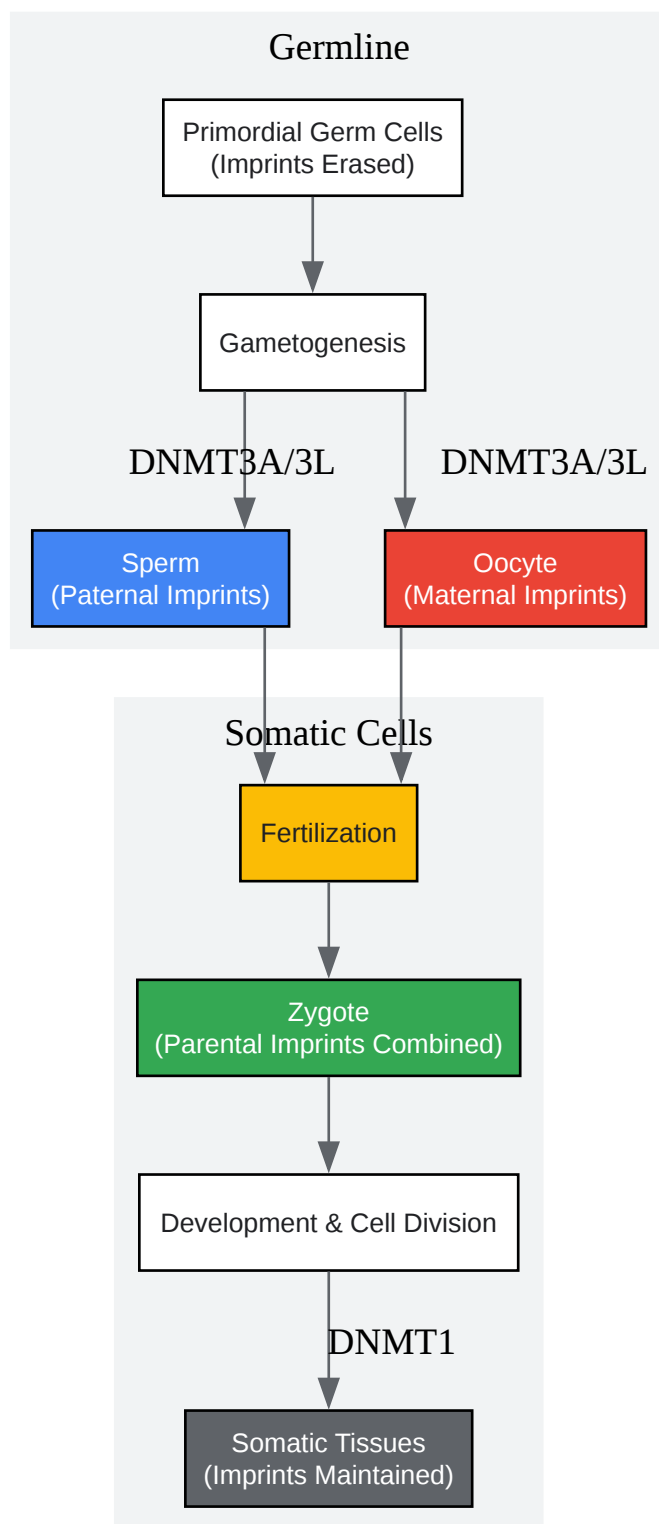 Germline
Primordial Germ Cells
(Imprints Erased)
Gametogenesis
DNMT3A/3L
DNMT3A/3L
Sperm
(Paternal Imprints)
Oocyte
(Maternal Imprints)
Somatic Cells
Fertilization
Zygote
(Parental Imprints Combined)
Development & Cell Division
DNMT1
Somatic Tissues
(Imprints Maintained)